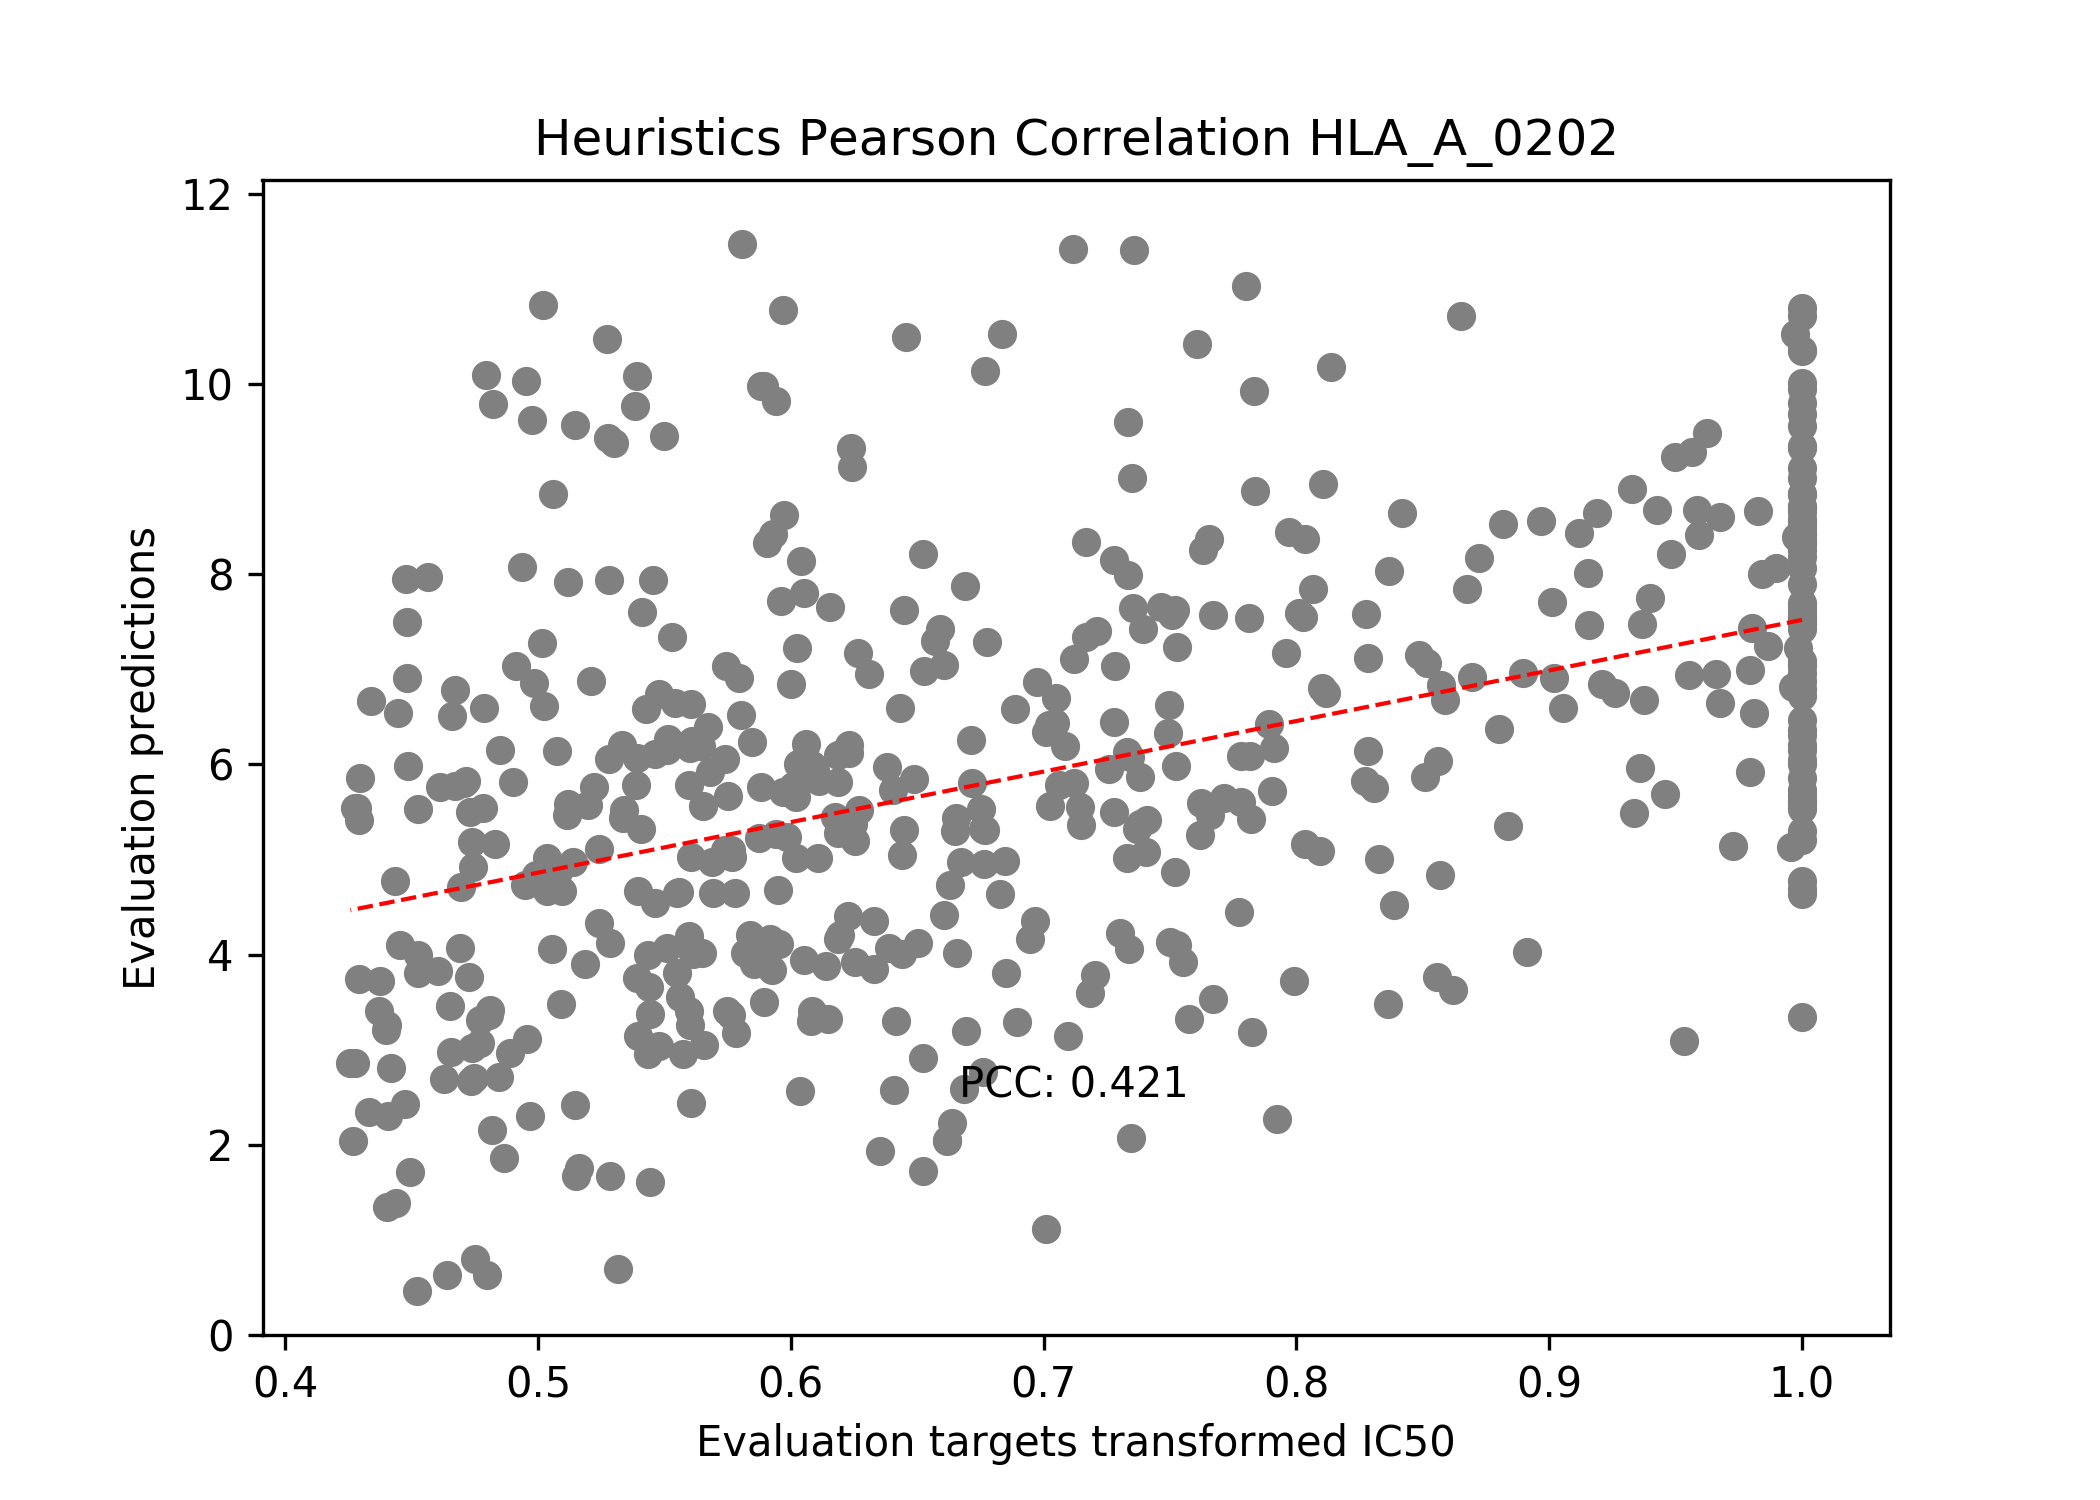 Heuristics Pearson Correlation HLA_A_0202
12
10
8
6
4
2
0
Evaluation predictions
PCC: 0.421
0.4 0.5 0.6 0.7 0.8 0.9 1.0
Evaluation targets transformed IC50